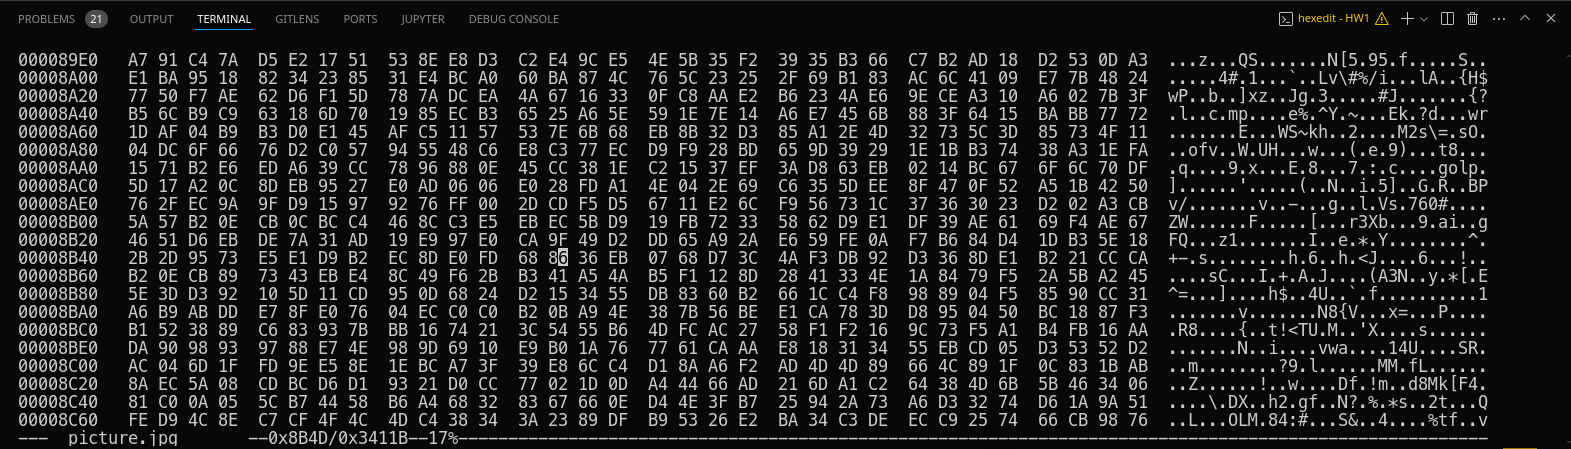 PROBLEMS 21 OUTPUT TERMINAL GITLENS PORTS JUPYTER DEBUG CONSOLE hexedit - HW1
000089E0 A7 91 C4 7A D5 E2 17 51 53 8E E8 D3 C2 E4 9C E5 4E 5B 35 F2 39 35 B3 66 C7 B2 AD 18 D2 53 0D A3 ...z...QS.......N[5.95.f.....S..
00008A00 E1 BA 95 18 82 34 23 85 31 E4 BC A0 60 BA 87 4C 76 5C 23 25 2F 69 B1 83 AC 6C 41 09 E7 7B 48 24 .....4#.1...`..Lv\#%/i...lA..{H$
00008A20 77 50 F7 AE 62 D6 F1 5D 78 7A DC EA 4A 67 16 33 0F C8 AA E2 B6 23 4A E6 9E CE A3 10 A6 02 7B 3F wP..b..]xz..Jg.3.....#J.......{?
00008A40 B5 6C B9 C9 63 18 6D 70 19 85 EC B3 65 25 A6 5E 59 1E 7E 14 A6 E7 45 6B 88 3F 64 15 BA BB 77 72 .l..c.mp....e%.^Y.~...Ek.?d...wr
00008A60 1D AF 04 B9 B3 D0 E1 45 AF C5 11 57 53 7E 6B 68 EB 8B 32 D3 85 A1 2E 4D 32 73 5C 3D 85 73 4F 11 .......E...WS~kh..2....M2s\=.sO.
00008A80 04 DC 6F 66 76 D2 C0 57 94 55 48 C6 E8 C3 77 EC D9 F9 28 BD 65 9D 39 29 1E 1B B3 74 38 A3 1E FA ..ofv..W.UH...w...(.e.9)...t8...
00008AA0 15 71 B2 E6 ED A6 39 CC 78 96 88 0E 45 CC 38 1E C2 15 37 EF 3A D8 63 EB 02 14 BC 67 6F 6C 70 DF .q....9.x...E.8...7.:.c....golp.
00008AC0 5D 17 A2 0C 8D EB 95 27 E0 AD 06 06 E0 28 FD A1 4E 04 2E 69 C6 35 5D EE 8F 47 0F 52 A5 1B 42 50 ]......'.....(..N..i.5]..G.R..BP
00008AE0 76 2F EC 9A 9F D9 15 97 92 76 FF 00 2D CD F5 D5 67 11 E2 6C F9 56 73 1C 37 36 30 23 D2 02 A3 CB v/.......v..-...g..l.Vs.760#....
00008B00 5A 57 B2 0E CB 0C BC C4 46 8C C3 E5 EB EC 5B D9 19 FB 72 33 58 62 D9 E1 DF 39 AE 61 69 F4 AE 67 ZW......F.....[...r3Xb...9.ai..g
00008B20 46 51 D6 EB DE 7A 31 AD 19 E9 97 E0 CA 9F 49 D2 DD 65 A9 2A E6 59 FE 0A F7 B6 84 D4 1D B3 5E 18 FQ...z1.......I..e.*.Y........^.
00008B40 2B 2D 95 73 E5 E1 D9 B2 EC 8D E0 FD 68 86 36 EB 07 68 D7 3C 4A F3 DB 92 D3 36 8D E1 B2 21 CC CA +-.s........h.6..h.<J....6...!..
00008B60 B2 0E CB 89 73 43 EB E4 8C 49 F6 2B B3 41 A5 4A B5 F1 12 8D 28 41 33 4E 1A 84 79 F5 2A 5B A2 45 ....sC...I.+.A.J....(A3N..y.*[.E
00008B80 5E 3D D3 92 10 5D 11 CD 95 0D 68 24 D2 15 34 55 DB 83 60 B2 66 1C C4 F8 98 89 04 F5 85 90 CC 31 ^=...]....h$..4U..`.f..........1
00008BA0 A6 B9 AB DD E7 8F E0 76 04 EC C0 C0 B2 0B A9 4E 38 7B 56 BE E1 CA 78 3D D8 95 04 50 BC 18 87 F3 .......v.......N8{V...x=...P....
00008BC0 B1 52 38 89 C6 83 93 7B BB 16 74 21 3C 54 55 B6 4D FC AC 27 58 F1 F2 16 9C 73 F5 A1 B4 FB 16 AA .R8....{..t!<TU.M..'X....s......
00008BE0 DA 90 98 93 97 88 E7 4E 98 9D 69 10 E9 B0 1A 76 77 61 CA AA E8 18 31 34 55 EB CD 05 D3 53 52 D2 .......N..i....vwa....14U....SR.
00008C00 AC 04 6D 1F FD 9E E5 8E 1E BC A7 3F 39 E8 6C C4 D1 8A A6 F2 AD 4D 4D 89 66 4C 89 1F 0C 83 1B AB ..m........?9.l......MM.fL......
00008C20 8A EC 5A 08 CD BC D6 D1 93 21 D0 CC 77 02 1D 0D A4 44 66 AD 21 6D A1 C2 64 38 4D 6B 5B 46 34 06 ..Z......!..w....Df.!m..d8Mk[F4.
00008C40 81 C0 0A 05 5C B7 44 58 B6 A4 68 32 83 67 66 0E D4 4E 3F B7 25 94 2A 73 A6 D3 32 74 D6 1A 9A 51 ....\.DX..h2.gf..N?.%.*s..2t...Q
00008C60 FE D9 4C 8E C7 CF 4F 4C 4D C4 38 34 3A 23 89 DF B9 53 26 E2 BA 34 C3 DE EC C9 25 74 66 CB 98 76 ..L...OLM.84:#...S&..4....%tf..v
--- picture.jpg --0x8B4D/0x3411B--17%--------------------------------------------------------------------------------------------------------